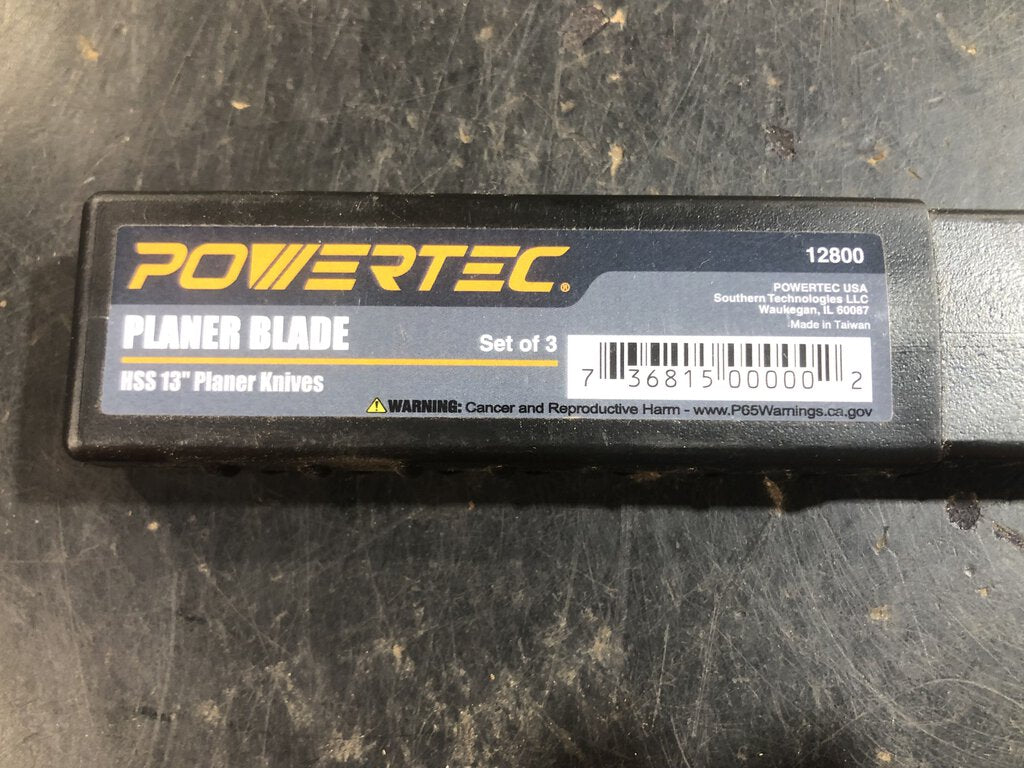 POWERTEC®
12800
POWERTEC USA
Southern Technologies LLC
Waukegan, IL 60087
Made in Taiwan
PLANER BLADE
Set of 3
HSS 13" Planer Knives
7 36815 00000 2
WARNING: Cancer and Reproductive Harm - www.P65Warnings.ca.gov